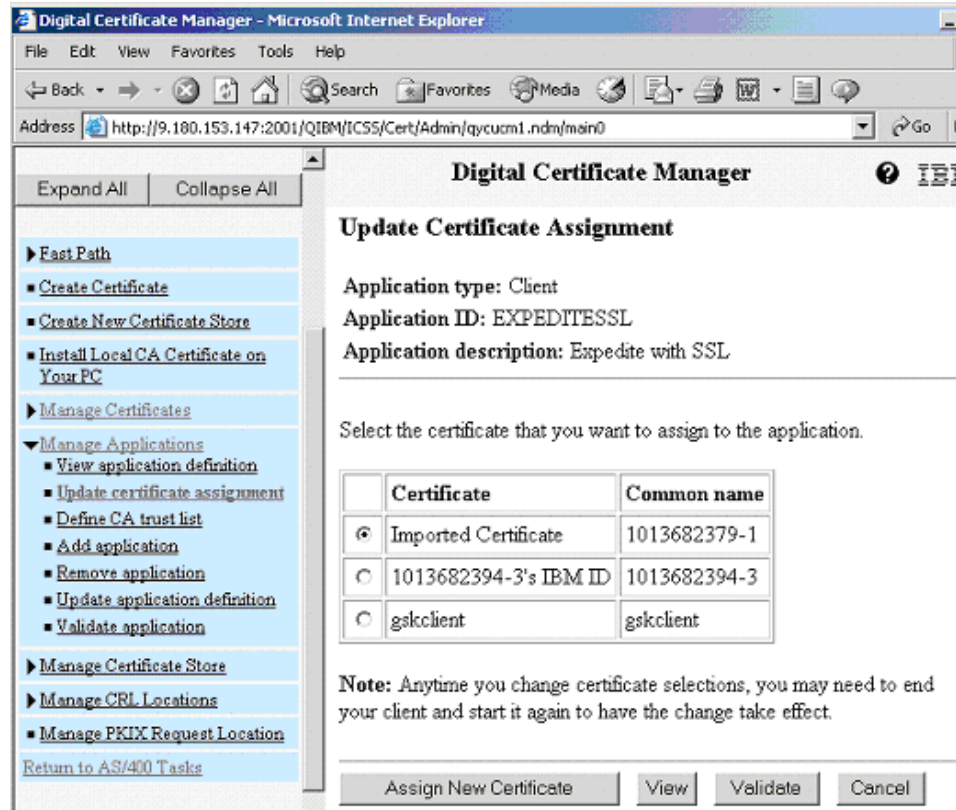 Digital Certificate Manager - Microsoft Internet Explorer
File Edit View Favorites Tools Help
Back Search Favorites Media
Address http://9.180.153.147:2001/QIBM/ICSS/Cert/Admin/qycucm1.ndm/main0 Go
Expand All Collapse All
Fast Path
Create Certificate
Create New Certificate Store
Install Local CA Certificate on
Your PC
Manage Certificates
Manage Applications
View application definition
Update certificate assignment
Define CA trust list
Add application
Remove application
Update application definition
Validate application
Manage Certificate Store
Manage CRL Locations
Manage PKIX Request Location
Return to AS/400 Tasks
Digital Certificate Manager
Update Certificate Assignment
Application type: Client
Application ID: EXPEDITESSL
Application description: Expedite with SSL
Select the certificate that you want to assign to the application.
Certificate Common name
Imported Certificate 1013682379-1
1013682394-3's IBM ID 1013682394-3
gskclient gskclient
Note: Anytime you change certificate selections, you may need to end
your client and start it again to have the change take effect.
Assign New Certificate View Validate Cancel